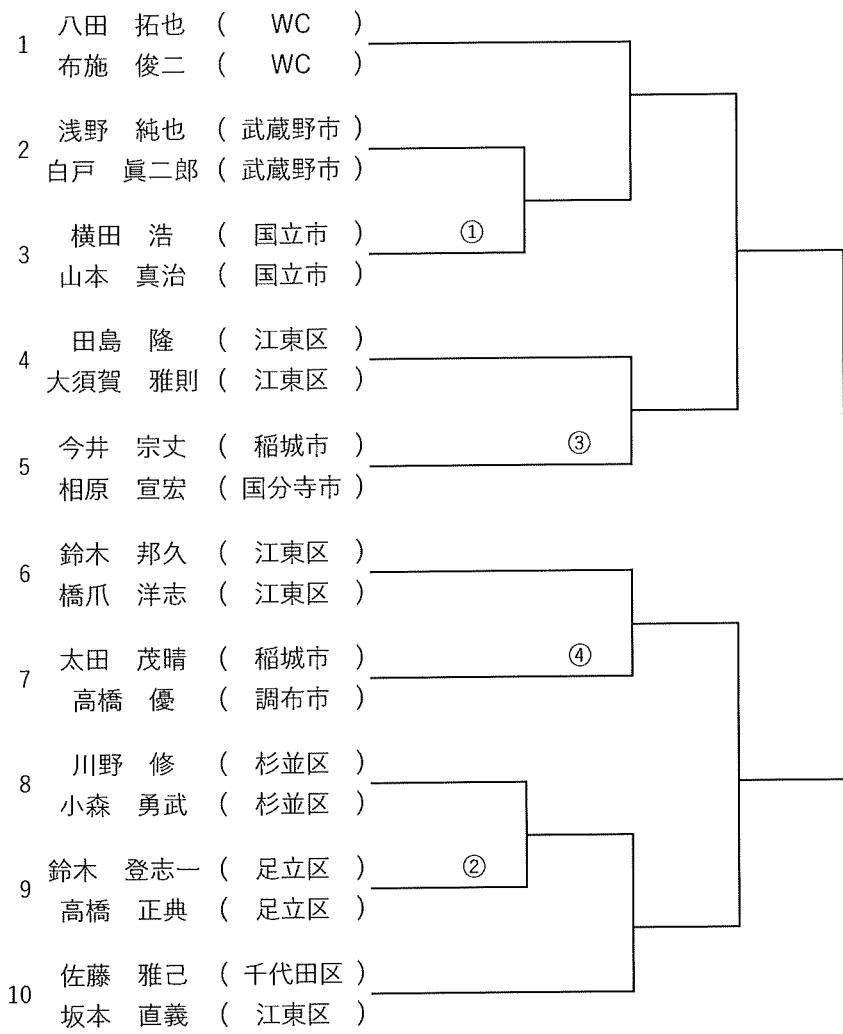 1 八田 拓也 ( WC )
布施 俊二 ( WC )
2 浅野 純也 ( 武蔵野市 )
白戸 眞二郎 ( 武蔵野市 )
3 横田 浩 ( 国立市 ) ①
山本 真治 ( 国立市 )
4 田島 隆 ( 江東区 )
大須賀 雅則 ( 江東区 )
5 今井 宗丈 ( 稲城市 ) ③
相原 宣宏 ( 国分寺市 )
6 鈴木 邦久 ( 江東区 )
橋爪 洋志 ( 江東区 )
7 太田 茂晴 ( 稲城市 ) ④
高橋 優 ( 調布市 )
8 川野 修 ( 杉並区 )
小森 勇武 ( 杉並区 )
9 鈴木 登志一 ( 足立区 ) ②
高橋 正典 ( 足立区 )
10 佐藤 雅己 ( 千代田区 )
坂本 直義 ( 江東区 )